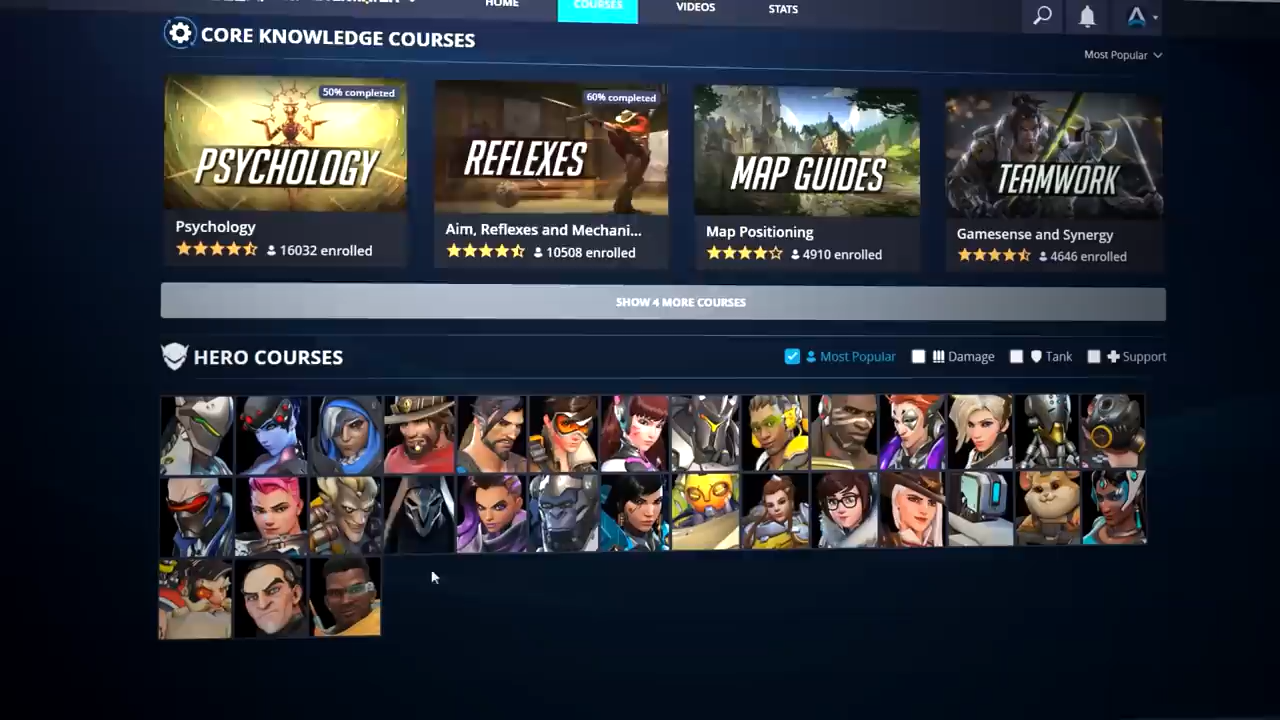 HOME
COURSES
VIDEOS
STATS
CORE KNOWLEDGE COURSES
Most Popular
50% completed
PSYCHOLOGY
Psychology
16032 enrolled
60% completed
REFLEXES
Aim, Reflexes and Mechani...
10508 enrolled
MAP GUIDES
Map Positioning
4910 enrolled
TEAMWORK
Gamesense and Synergy
4646 enrolled
SHOW 4 MORE COURSES
HERO COURSES
Most Popular
Damage
Tank
Support